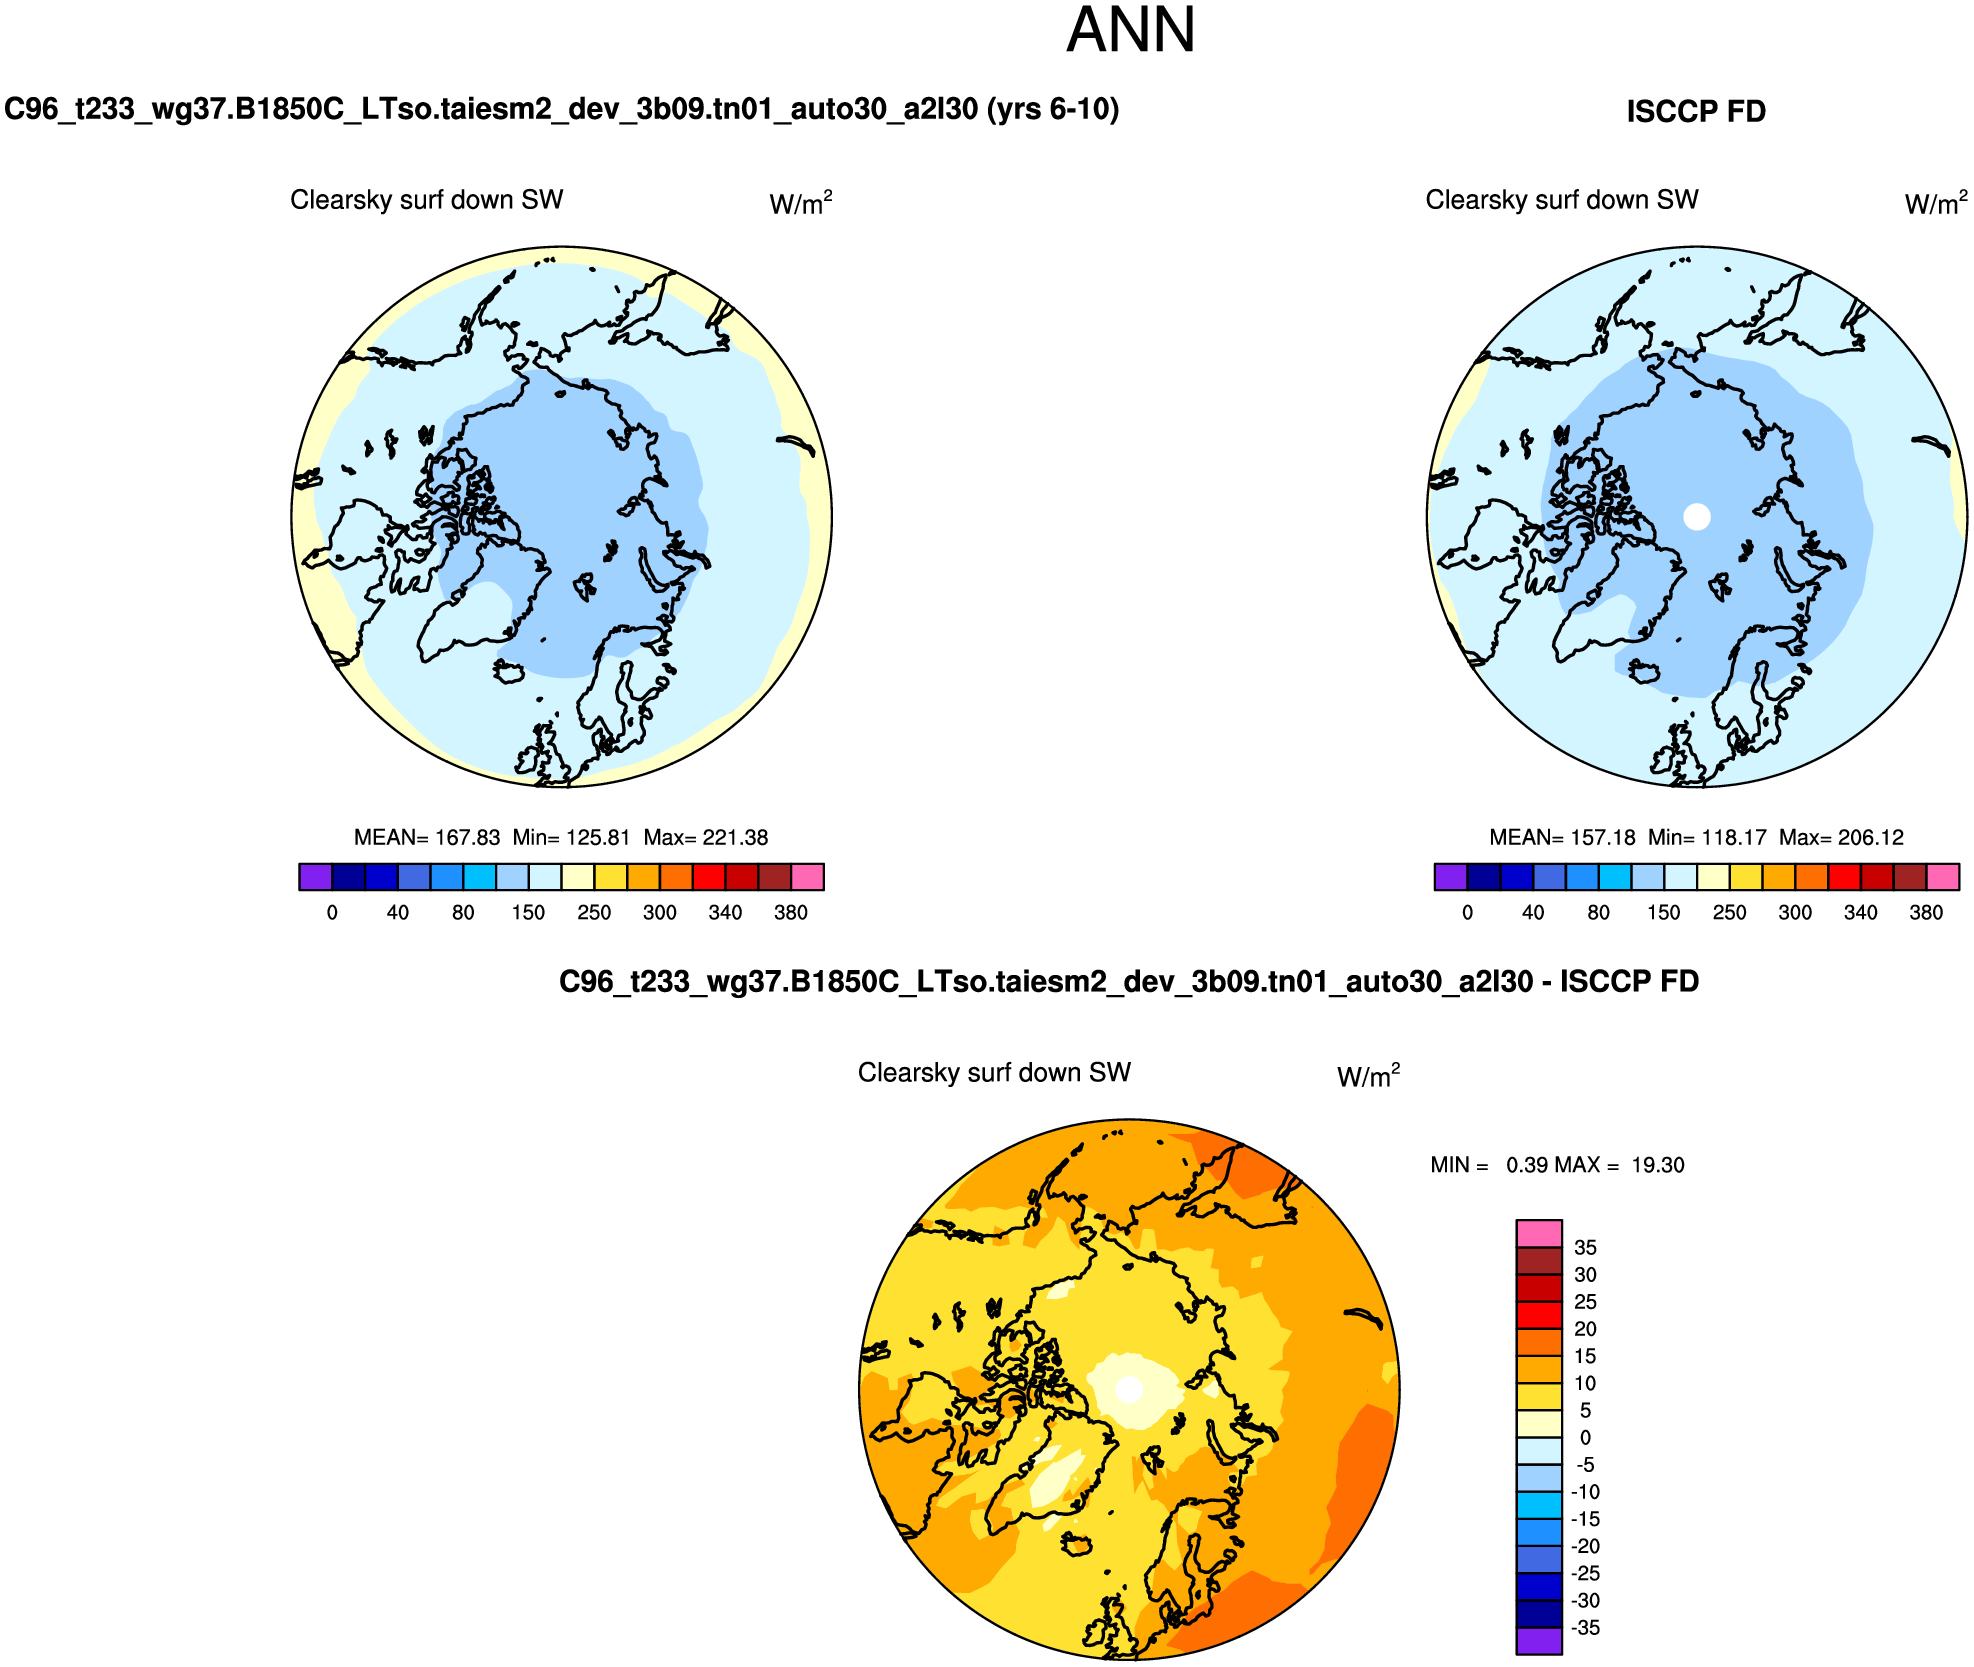 ANN
C96_t233_wg37.B1850C_LTso.taiesm2_dev_3b09.tn01_auto30_a2l30 (yrs 6-10)
ISCCP FD
Clearsky surf down SW W/m²
Clearsky surf down SW W/m²
MEAN= 167.83 Min= 125.81 Max= 221.38
0 40 80 150 250 300 340 380
MEAN= 157.18 Min= 118.17 Max= 206.12
0 40 80 150 250 300 340 380
C96_t233_wg37.B1850C_LTso.taiesm2_dev_3b09.tn01_auto30_a2l30 - ISCCP FD
Clearsky surf down SW W/m²
MIN = 0.39 MAX = 19.30
35
30
25
20
15
10
5
0
-5
-10
-15
-20
-25
-30
-35